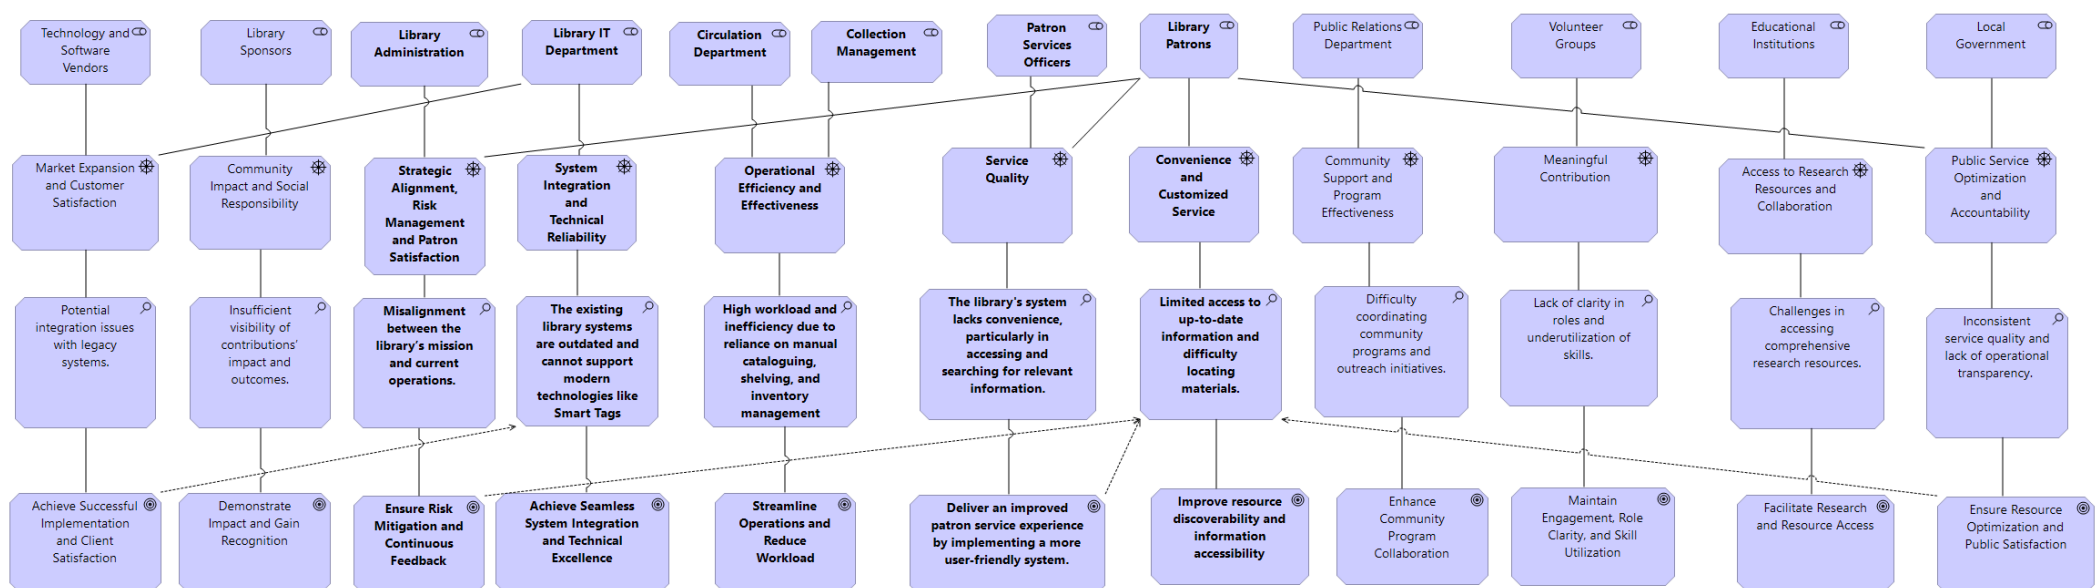 Technology and
Software
Vendors
Library
Sponsors
Library
Administration
Library IT
Department
Circulation
Department
Collection
Management
Patron
Services
Officers
Library
Patrons
Public Relations
Department
Volunteer
Groups
Educational
Institutions
Local
Government
Market Expansion
and Customer
Satisfaction
Community
Impact and Social
Responsibility
Strategic
Alignment,
Risk
Management
and Patron
Satisfaction
System
Integration
and
Technical
Reliability
Operational
Efficiency and
Effectiveness
Service
Quality
Convenience
and
Customized
Service
Community
Support and
Program
Effectiveness
Meaningful
Contribution
Access to Research
Resources and
Collaboration
Public Service
Optimization
and
Accountability
Potential
integration issues
with legacy
systems.
Insufficient
visibility of
contributions'
impact and
outcomes.
Misalignment
between the
library's mission
and current
operations.
The existing
library systems
are outdated and
cannot support
modern
technologies like
Smart Tags
High workload and
inefficiency due to
reliance on manual
cataloguing,
shelving, and
inventory
management
The library's system
lacks convenience,
particularly in
accessing and
searching for relevant
information.
Limited access to
up-to-date
information and
difficulty
locating
materials.
Difficulty
coordinating
community
programs and
outreach initiatives.
Lack of clarity in
roles and
underutilization of
skills.
Challenges in
accessing
comprehensive
research resources.
Inconsistent
service quality and
lack of operational
transparency.
Achieve Successful
Implementation
and Client
Satisfaction
Demonstrate
Impact and Gain
Recognition
Ensure Risk
Mitigation and
Continuous
Feedback
Achieve Seamless
System Integration
and Technical
Excellence
Streamline
Operations and
Reduce
Workload
Deliver an improved
patron service experience
by implementing a more
user-friendly system.
Improve resource
discoverability and
information
accessibility
Enhance
Community
Program
Collaboration
Maintain
Engagement, Role
Clarity, and Skill
Utilization
Facilitate Research
and Resource Access
Ensure Resource
Optimization and
Public Satisfaction